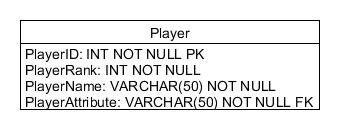 Player
PlayerID: INT NOT NULL PK
PlayerRank: INT NOT NULL
PlayerName: VARCHAR(50) NOT NULL
PlayerAttribute: VARCHAR(50) NOT NULL FK